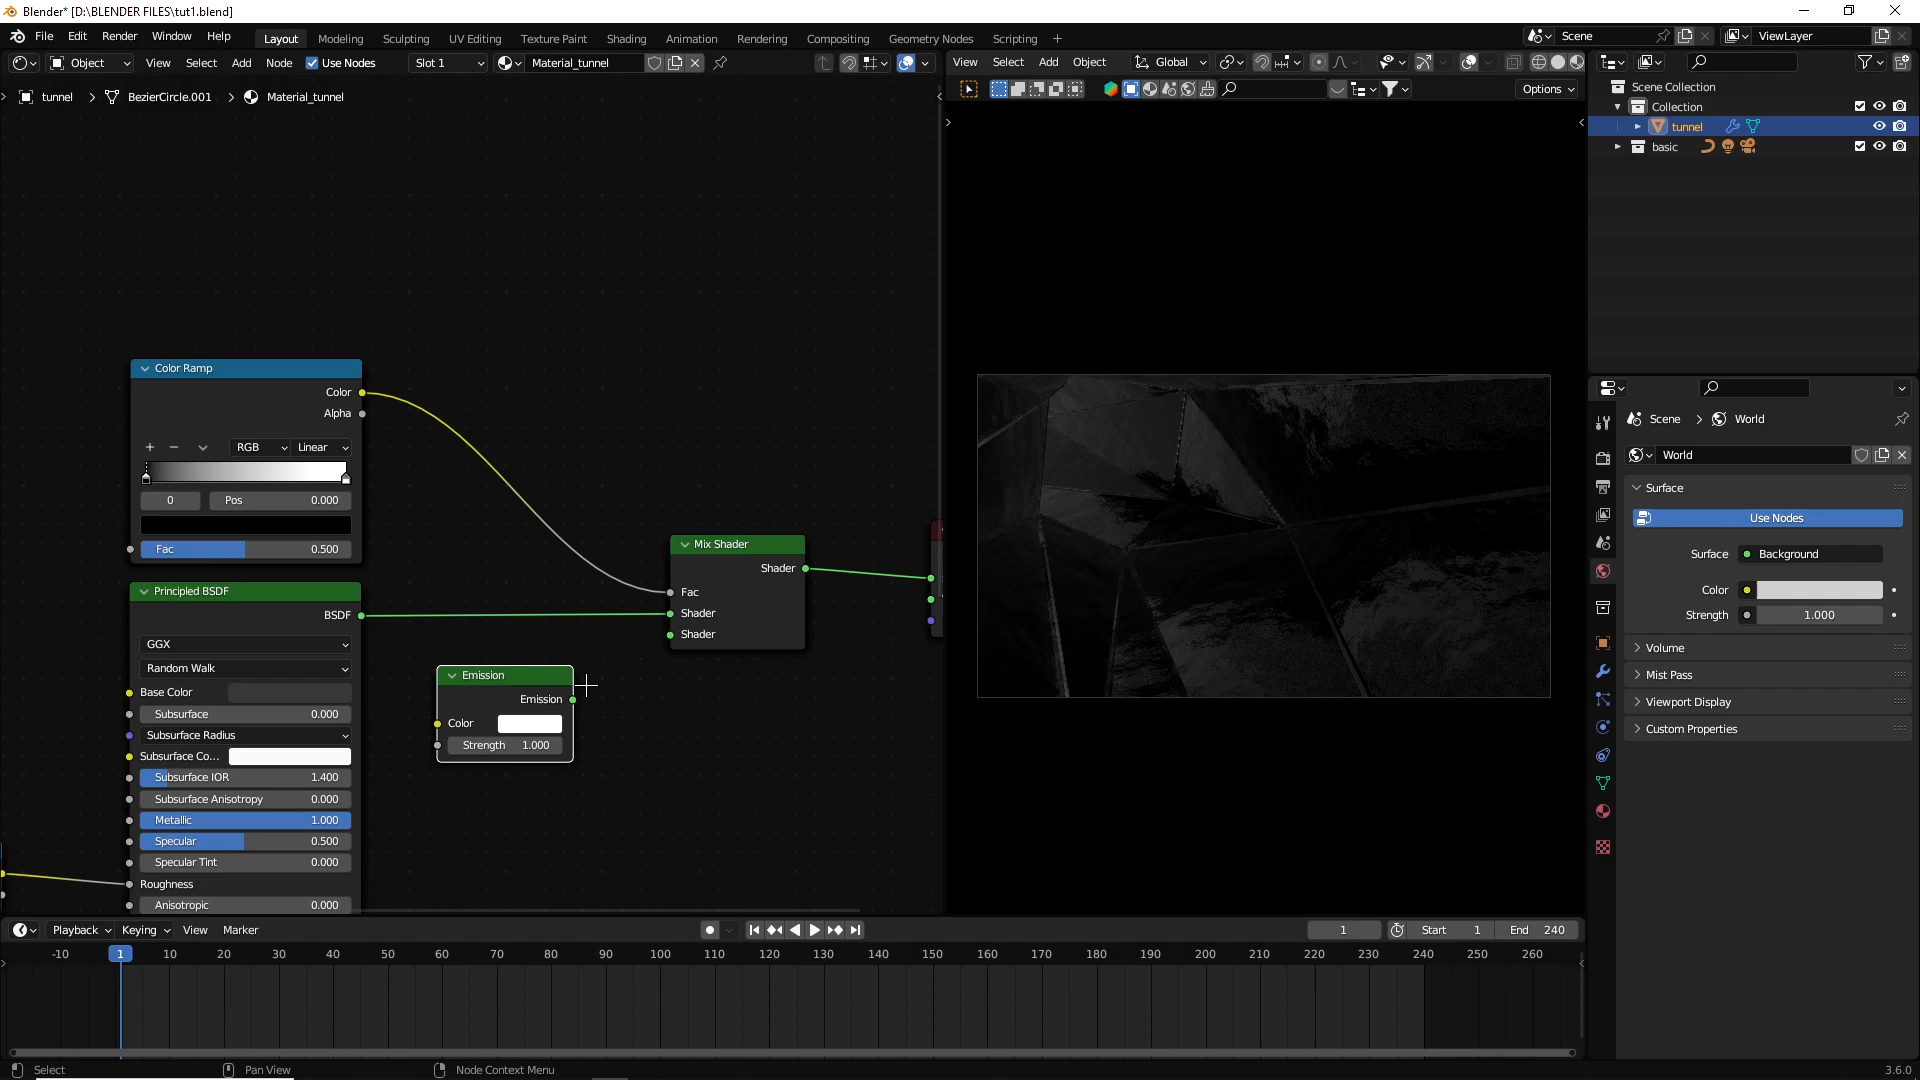 Blender* [D:\BLENDER FILES\tut1.blend]
File Edit Render Window Help Layout Modeling Sculpting UV Editing Texture Paint Shading Animation Rendering Compositing Geometry Nodes Scripting + Scene ViewLayer
Object View Select Add Node Use Nodes Slot 1 Material_tunnel
View Select Add Object Global
Options
tunnel > BezierCircle.001 > Material_tunnel
Scene Collection
Collection
tunnel
basic
Color Ramp
Color
Alpha
+ − RGB Linear
0 Pos 0.000
Fac 0.500
Principled BSDF
BSDF
GGX
Random Walk
Base Color
Subsurface 0.000
Subsurface Radius
Subsurface Co...
Subsurface IOR 1.400
Subsurface Anisotropy 0.000
Metallic 1.000
Specular 0.500
Specular Tint 0.000
Roughness
Anisotropic 0.000
Emission
Emission
Color
Strength 1.000
Mix Shader
Shader
Fac
Shader
Shader
Scene > World
World
Surface
Use Nodes
Surface Background
Color
Strength 1.000
Volume
Mist Pass
Viewport Display
Custom Properties
Playback Keying View Marker 1 Start 1 End 240
-10 1 10 20 30 40 50 60 70 80 90 100 110 120 130 140 150 160 170 180 190 200 210 220 230 240 250 260
Select Pan View Node Context Menu 3.6.0